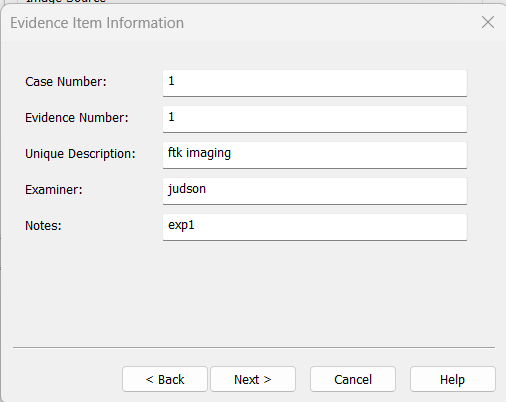 Image Source
Evidence Item Information
Case Number: 1
Evidence Number: 1
Unique Description: ftk imaging
Examiner: judson
Notes: exp1
< Back Next > Cancel Help